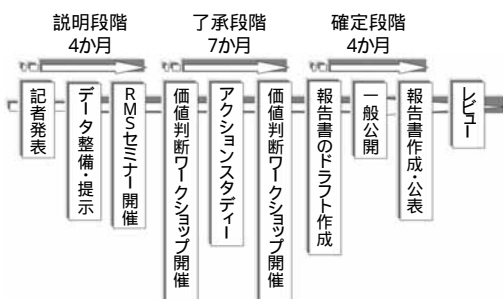 説明段階
4か月
了承段階
7か月
確定段階
4か月
記者発表
データ整備・提示
RMSセミナー開催
価値判断ワークショップ開催
アクションスタディー
価値判断ワークショップ開催
報告書のドラフト作成
一般公開
報告書作成・公表
レビュー